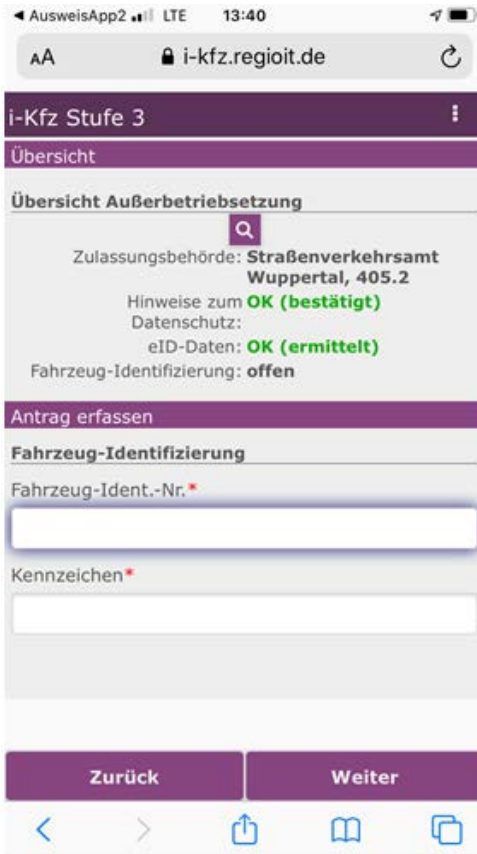 ◀ AusweisApp2 LTE 13:40
AA i-kfz.regioit.de
i-Kfz Stufe 3
Übersicht
Übersicht Außerbetriebsetzung
Zulassungsbehörde: Straßenverkehrsamt
Wuppertal, 405.2
Hinweise zum OK (bestätigt)
Datenschutz:
eID-Daten: OK (ermittelt)
Fahrzeug-Identifizierung: offen
Antrag erfassen
Fahrzeug-Identifizierung
Fahrzeug-Ident.-Nr.*
Kennzeichen*
Zurück Weiter